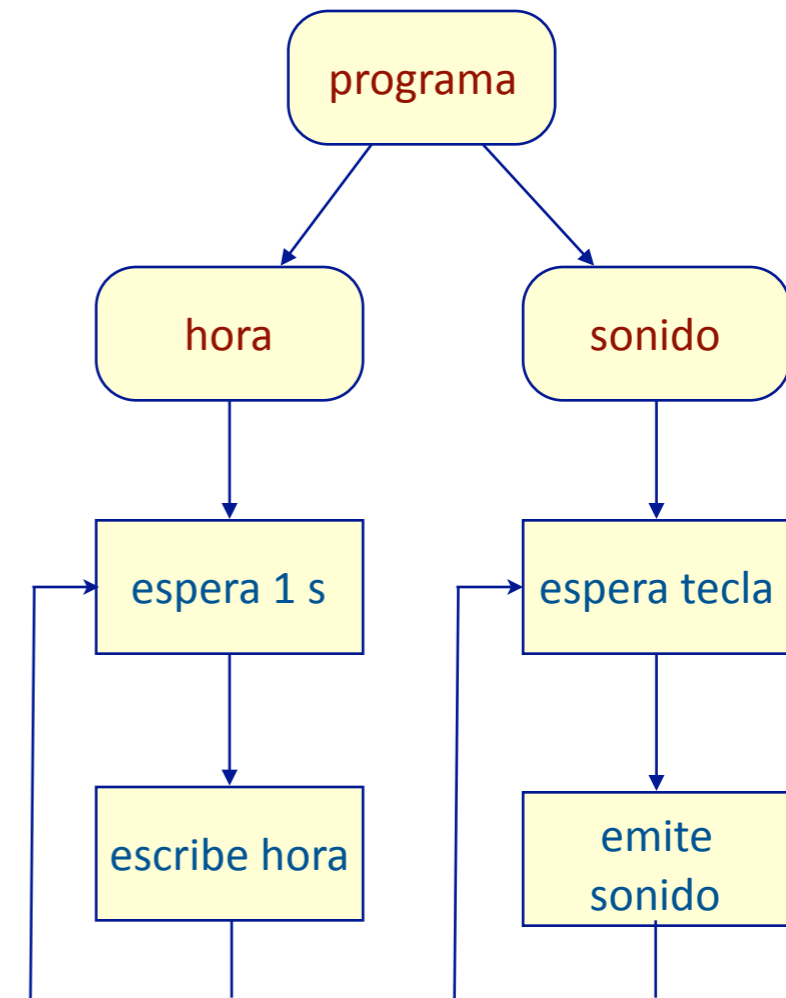 programa
hora
sonido
espera 1 s
espera tecla
escribe hora
emite
sonido